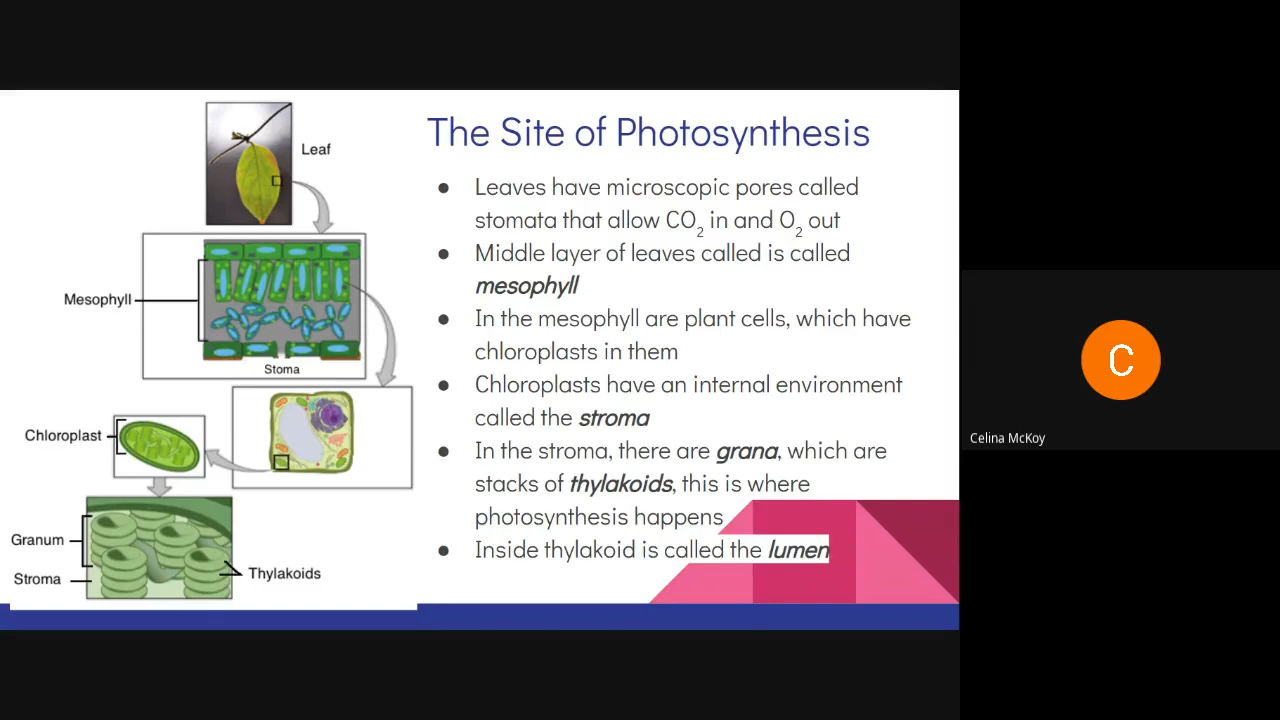 The Site of Photosynthesis
● Leaves have microscopic pores called
stomata that allow CO₂ in and O₂ out
● Middle layer of leaves called is called
mesophyll
● In the mesophyll are plant cells, which have
chloroplasts in them
● Chloroplasts have an internal environment
called the stroma
● In the stroma, there are grana, which are
stacks of thylakoids, this is where
photosynthesis happens
● Inside thylakoid is called the lumen
Leaf
Mesophyll
Stoma
Chloroplast
Granum
Stroma
Thylakoids
C
Celina McKoy